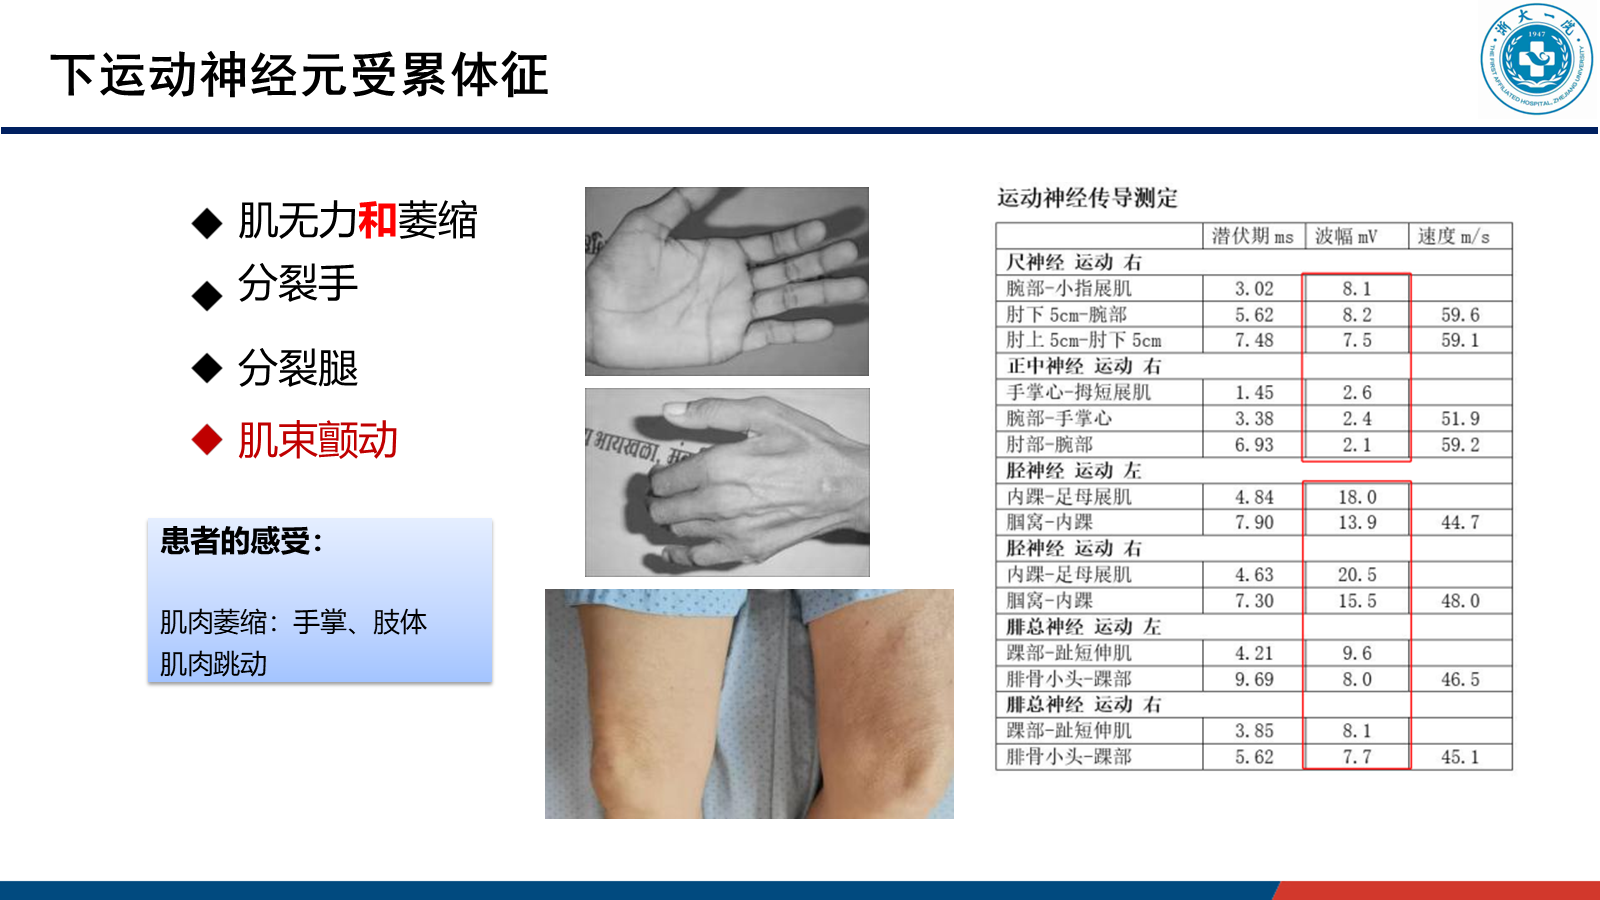 下运动神经元受累体征
浙大一院
1947
THE FIRST AFFILIATED HOSPITAL, ZHEJIANG UNIVERSITY
肌无力和萎缩
分裂手
分裂腿
肌束颤动
患者的感受：
肌肉萎缩：手掌、肢体
肌肉跳动
भायखळा, मं
运动神经传导测定
潜伏期 ms 波幅 mV 速度 m/s
尺神经 运动 右
腕部-小指展肌 3.02 8.1
肘下 5cm-腕部 5.62 8.2 59.6
肘上 5cm-肘下 5cm 7.48 7.5 59.1
正中神经 运动 右
手掌心-拇短展肌 1.45 2.6
腕部-手掌心 3.38 2.4 51.9
肘部-腕部 6.93 2.1 59.2
胫神经 运动 左
内踝-足母展肌 4.84 18.0
腘窝-内踝 7.90 13.9 44.7
胫神经 运动 右
内踝-足母展肌 4.63 20.5
腘窝-内踝 7.30 15.5 48.0
腓总神经 运动 左
踝部-趾短伸肌 4.21 9.6
腓骨小头-踝部 9.69 8.0 46.5
腓总神经 运动 右
踝部-趾短伸肌 3.85 8.1
腓骨小头-踝部 5.62 7.7 45.1